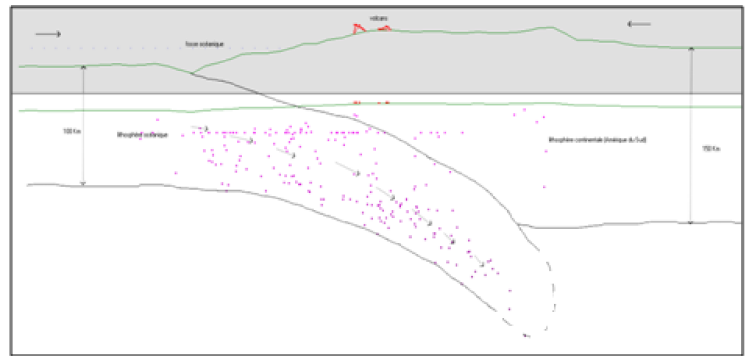 volcans
fosse océanique
100 Km
lithosphère océanique
lithosphère continentale (Amérique du Sud)
150 Km